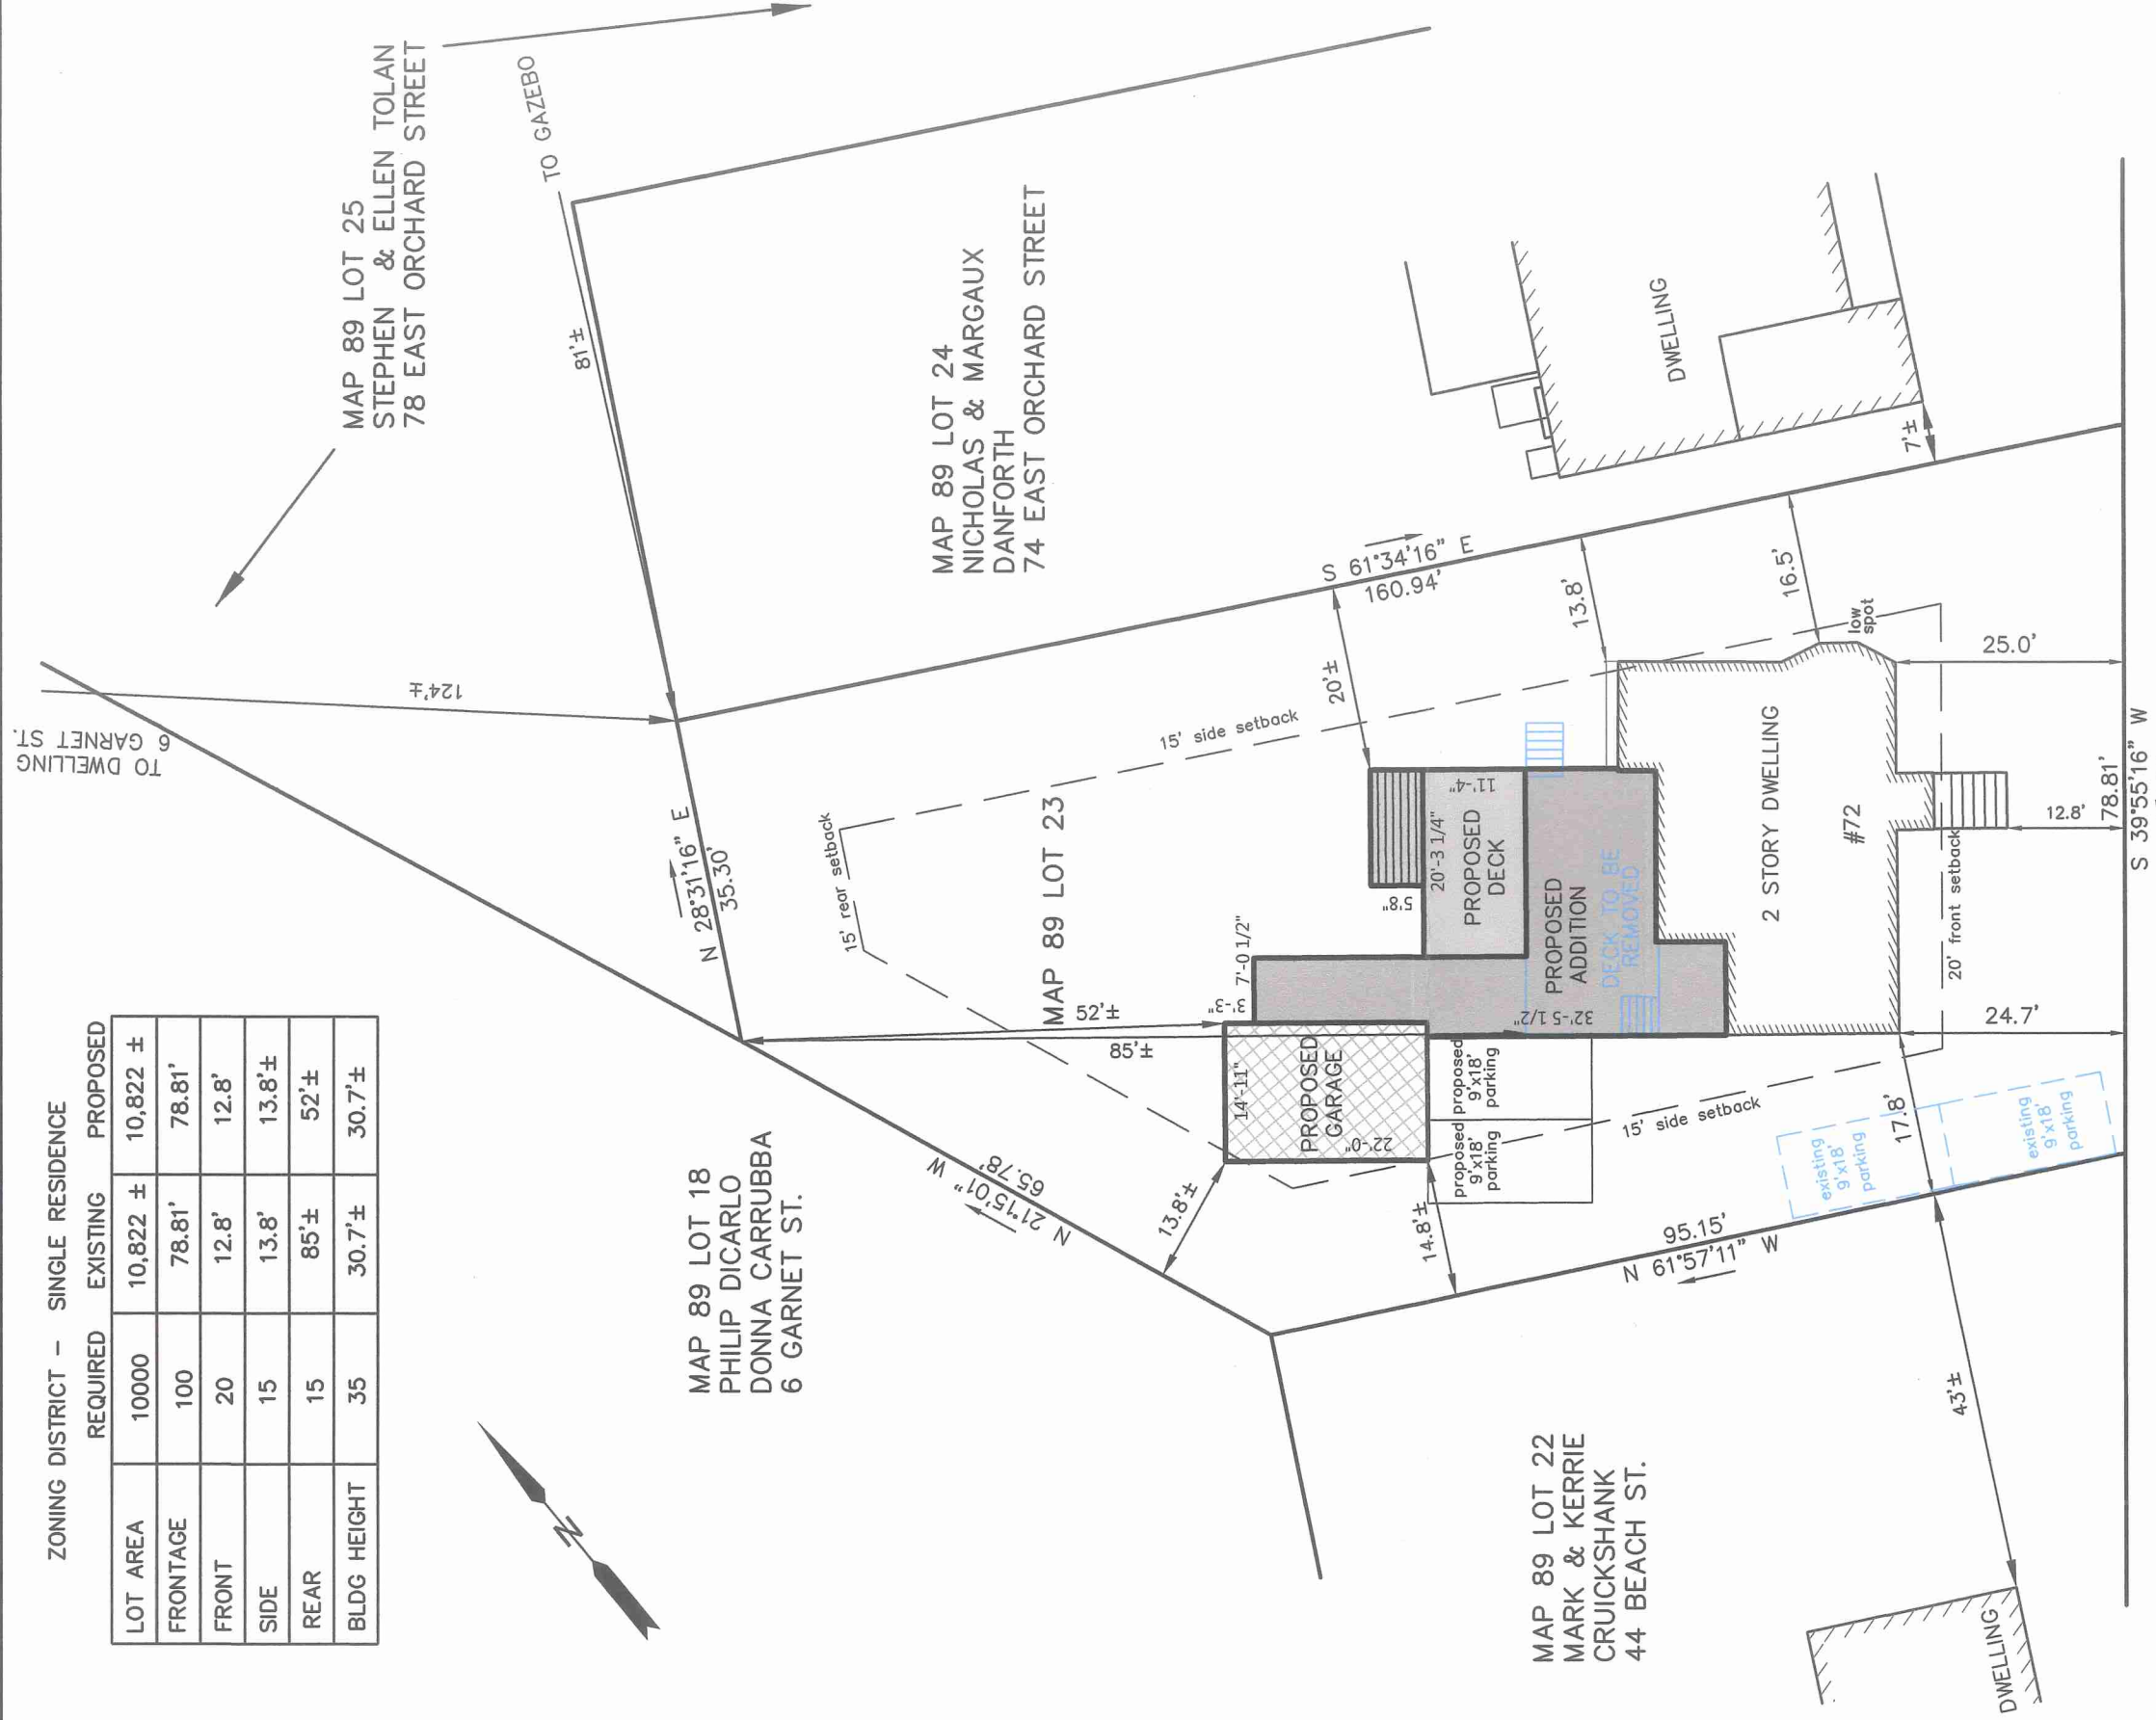 ZONING DISTRICT – SINGLE RESIDENCE
REQUIRED EXISTING PROPOSED
LOT AREA 10000 10,822 ± 10,822 ±
FRONTAGE 100 78.81' 78.81'
FRONT 20 12.8' 12.8'
SIDE 15 13.8' 13.8'±
REAR 15 85'± 52'±
BLDG HEIGHT 35 30.7'± 30.7'±
MAP 89 LOT 25
STEPHEN & ELLEN TOLAN
78 EAST ORCHARD STREET
TO GAZEBO
81'±
TO DWELLING
6 GARNET ST.
124'±
N
MAP 89 LOT 18
PHILIP DICARLO
DONNA CARRUBBA
6 GARNET ST.
MAP 89 LOT 24
NICHOLAS & MARGAUX
DANFORTH
74 EAST ORCHARD STREET
N 28°31'16" E
35.30'
N 21°15'01" W
65.78'
S 61°34'16" E
160.94'
15' rear setback
15' side setback
MAP 89 LOT 23
52'±
85'±
3'-3"
7'-0 1/2"
14'-11"
PROPOSED
GARAGE
22'-0"
13.8'±
14.8'±
20'±
13.8'
16.5'
7'±
DWELLING
5'8"
20'-3 1/4"
11'-4"
PROPOSED
DECK
PROPOSED
ADDITION
32'-5 1/2"
DECK TO BE
REMOVED
proposed
9'x18'
parking
proposed
9'x18'
parking
15' side setback
2 STORY DWELLING
#72
low
spot
25.0'
12.8'
24.7'
20' front setback
17.8'
existing
9'x18'
parking
existing
9'x18'
parking
95.15'
N 61°57'11" W
43'±
MAP 89 LOT 22
MARK & KERRIE
CRUICKSHANK
44 BEACH ST.
DWELLING
78.81'
S 39°55'16" W